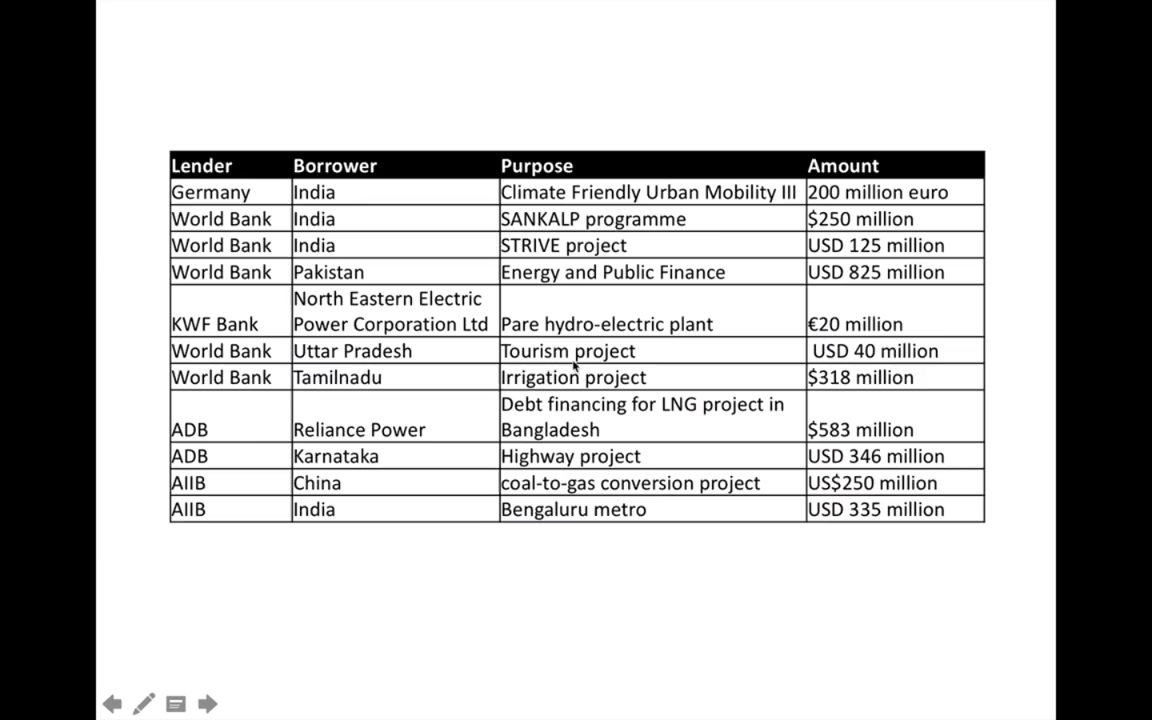 Lender Borrower Purpose Amount
Germany India Climate Friendly Urban Mobility III 200 million euro
World Bank India SANKALP programme $250 million
World Bank India STRIVE project USD 125 million
World Bank Pakistan Energy and Public Finance USD 825 million
North Eastern Electric
KWF Bank Power Corporation Ltd Pare hydro-electric plant €20 million
World Bank Uttar Pradesh Tourism project USD 40 million
World Bank Tamilnadu Irrigation project $318 million
Debt financing for LNG project in
ADB Reliance Power Bangladesh $583 million
ADB Karnataka Highway project USD 346 million
AIIB China coal-to-gas conversion project US$250 million
AIIB India Bengaluru metro USD 335 million